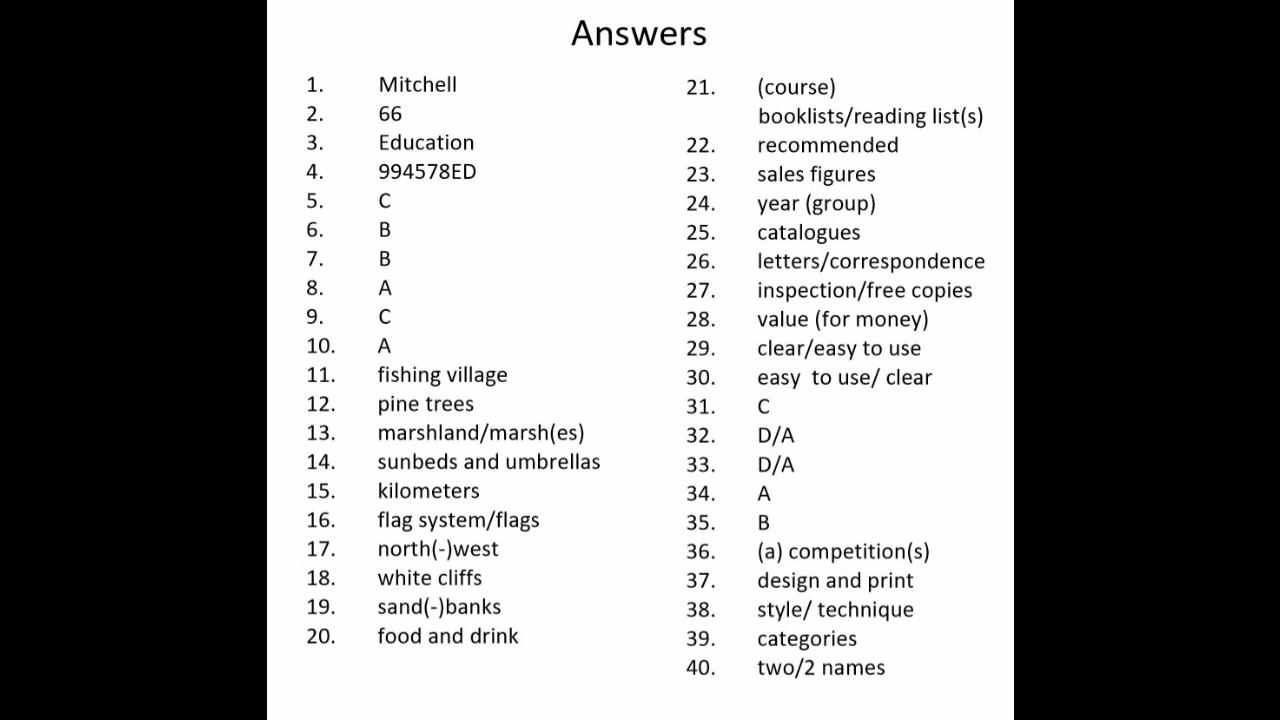 Answers
1. Mitchell
2. 66
3. Education
4. 994578ED
5. C
6. B
7. B
8. A
9. C
10. A
11. fishing village
12. pine trees
13. marshland/marsh(es)
14. sunbeds and umbrellas
15. kilometers
16. flag system/flags
17. north(-)west
18. white cliffs
19. sand(-)banks
20. food and drink
21. (course)
booklists/reading list(s)
22. recommended
23. sales figures
24. year (group)
25. catalogues
26. letters/correspondence
27. inspection/free copies
28. value (for money)
29. clear/easy to use
30. easy  to use/ clear
31. C
32. D/A
33. D/A
34. A
35. B
36. (a) competition(s)
37. design and print
38. style/ technique
39. categories
40. two/2 names